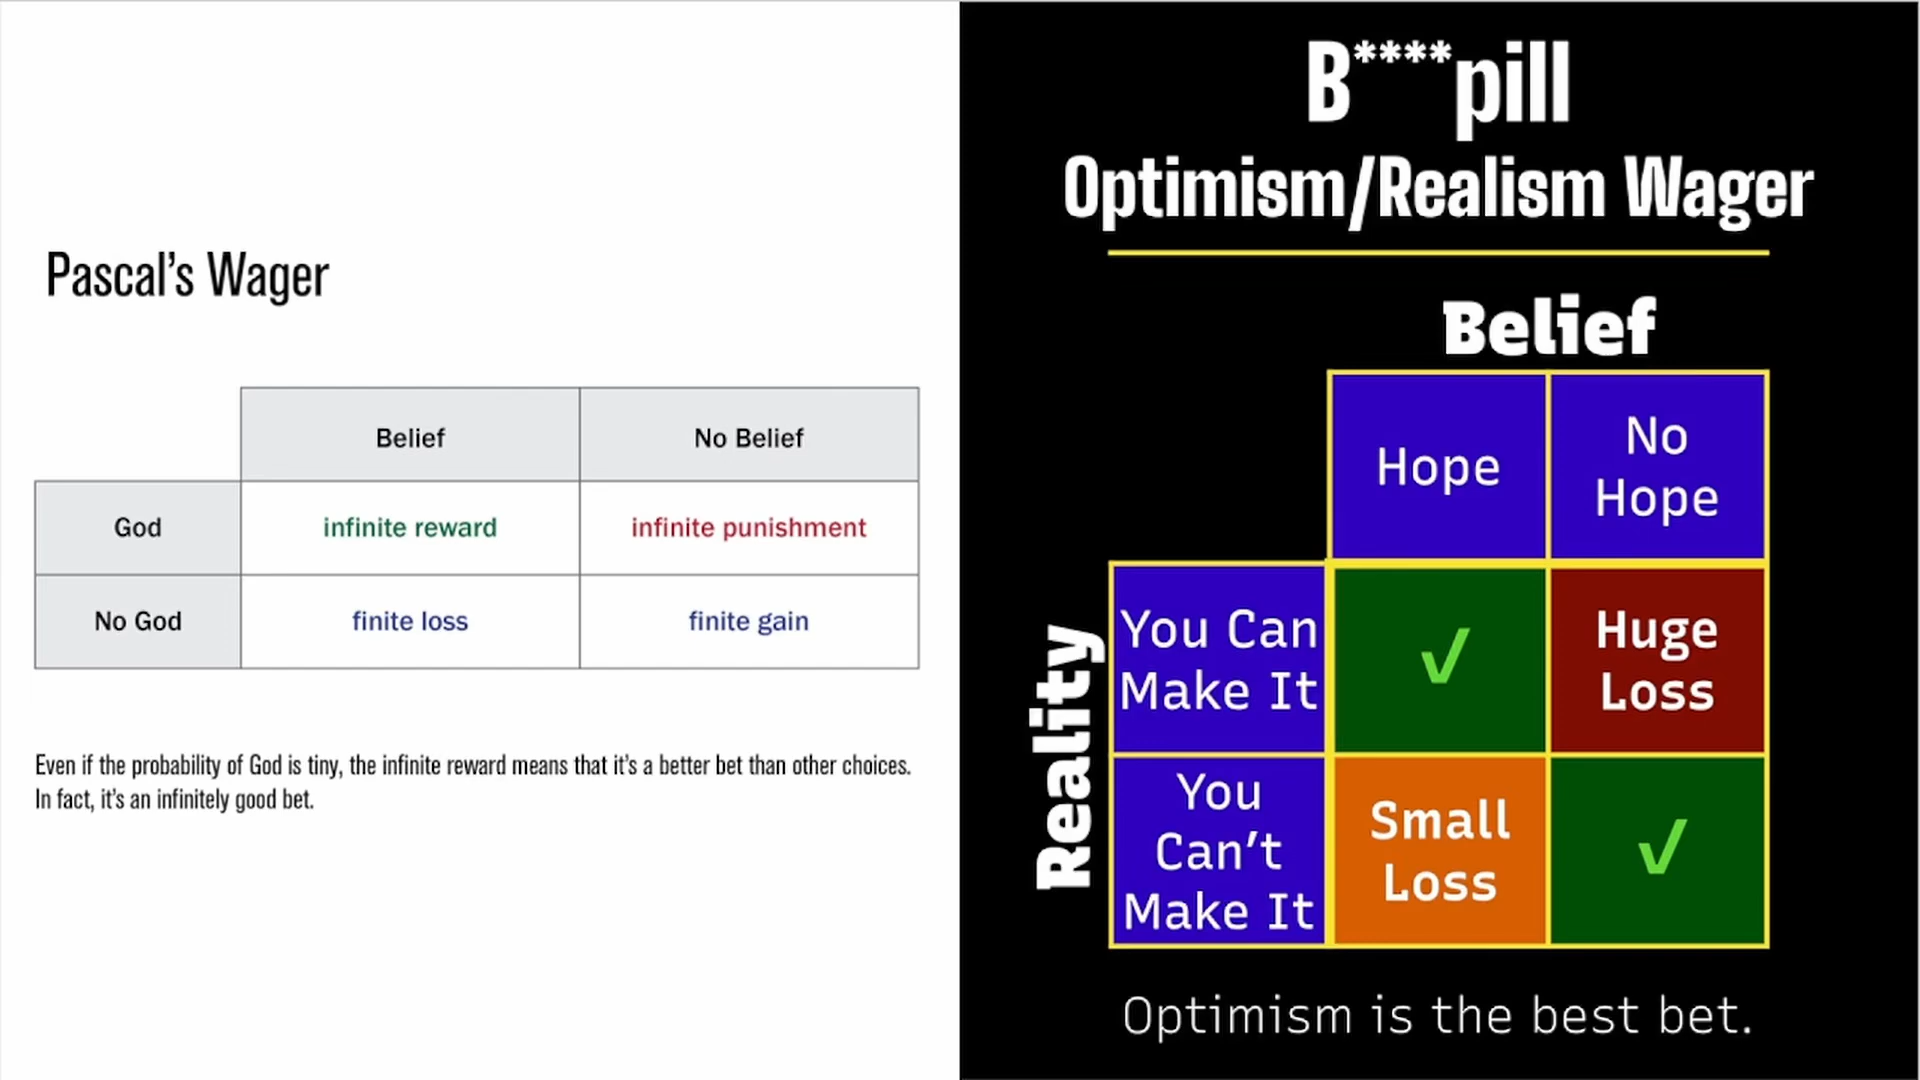 Pascal's Wager
Belief
No Belief
God
infinite reward
infinite punishment
No God
finite loss
finite gain
Even if the probability of God is tiny, the infinite reward means that it's a better bet than other choices.
In fact, it's an infinitely good bet.
B****pill
Optimism/Realism Wager
Belief
Hope
No
Hope
Reality
You Can
Make It
✓
Huge
Loss
You
Can't
Make It
Small
Loss
✓
Optimism is the best bet.